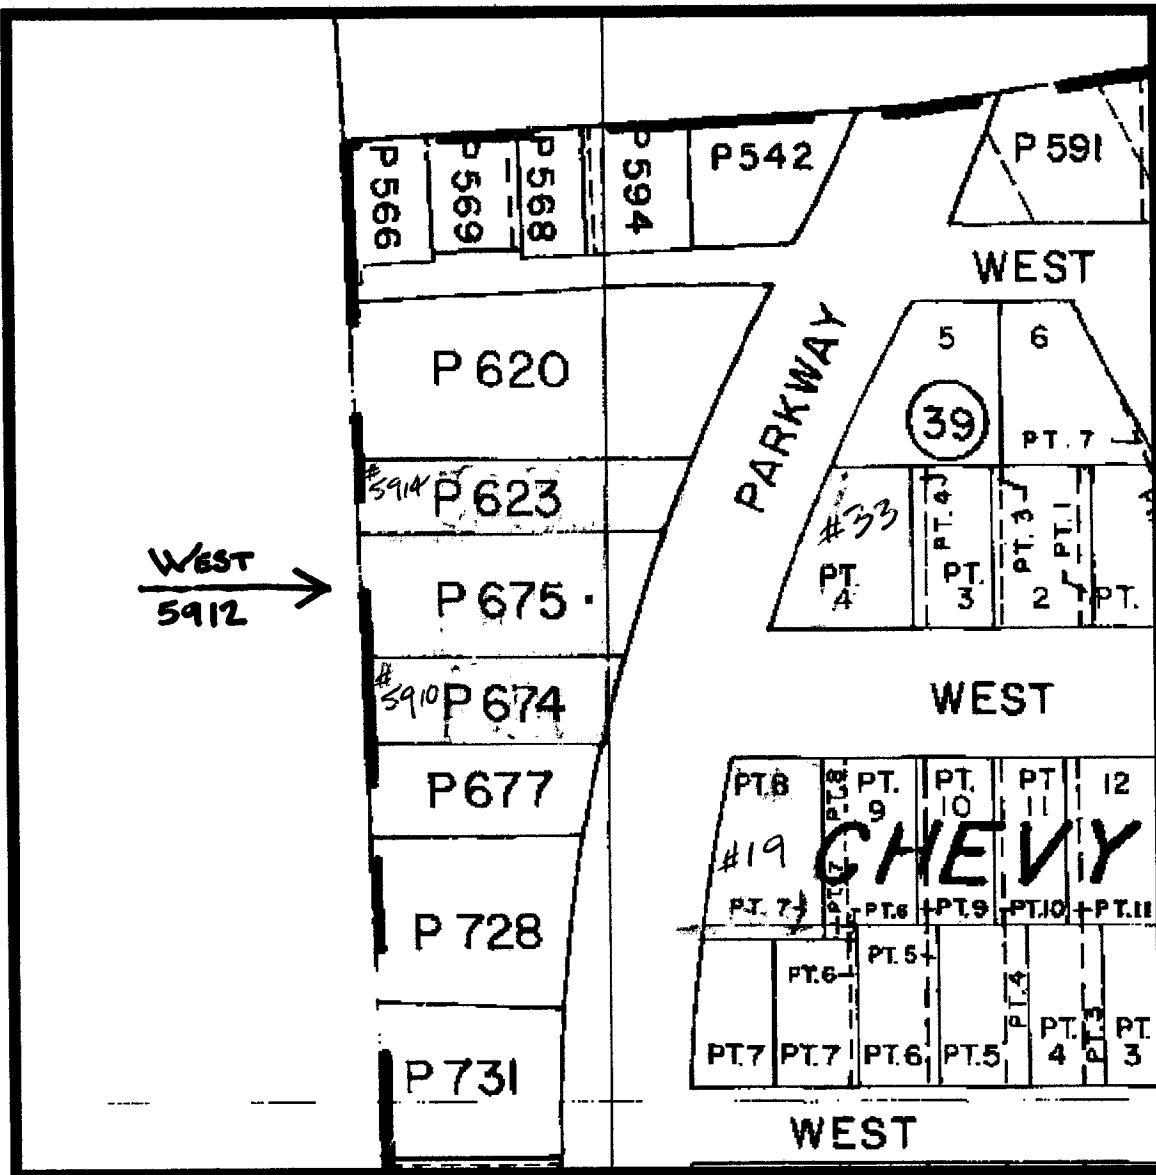 P 566
P 569
P 568
P 594
P 542
P 591
WEST
P 620
PARKWAY
5
6
39
PT. 7
#5914 P 623
#33
PT. 4
PT. 4
PT. 3
PT. 3
2
PT. 1
PT.
WEST
5912
P 675
#5910 P 674
WEST
P 677
PT.8
PT.8
PT. 9
PT. 10
PT 11
12
#19
CHEVY
PT. 7
PT.7
PT.6
PT.9
PT.10
PT.11
P 728
PT.6
PT.5
PT.4
PT.3
PT.7
PT.7
PT.6
PT.5
PT. 4
PT. 3
P 731
WEST